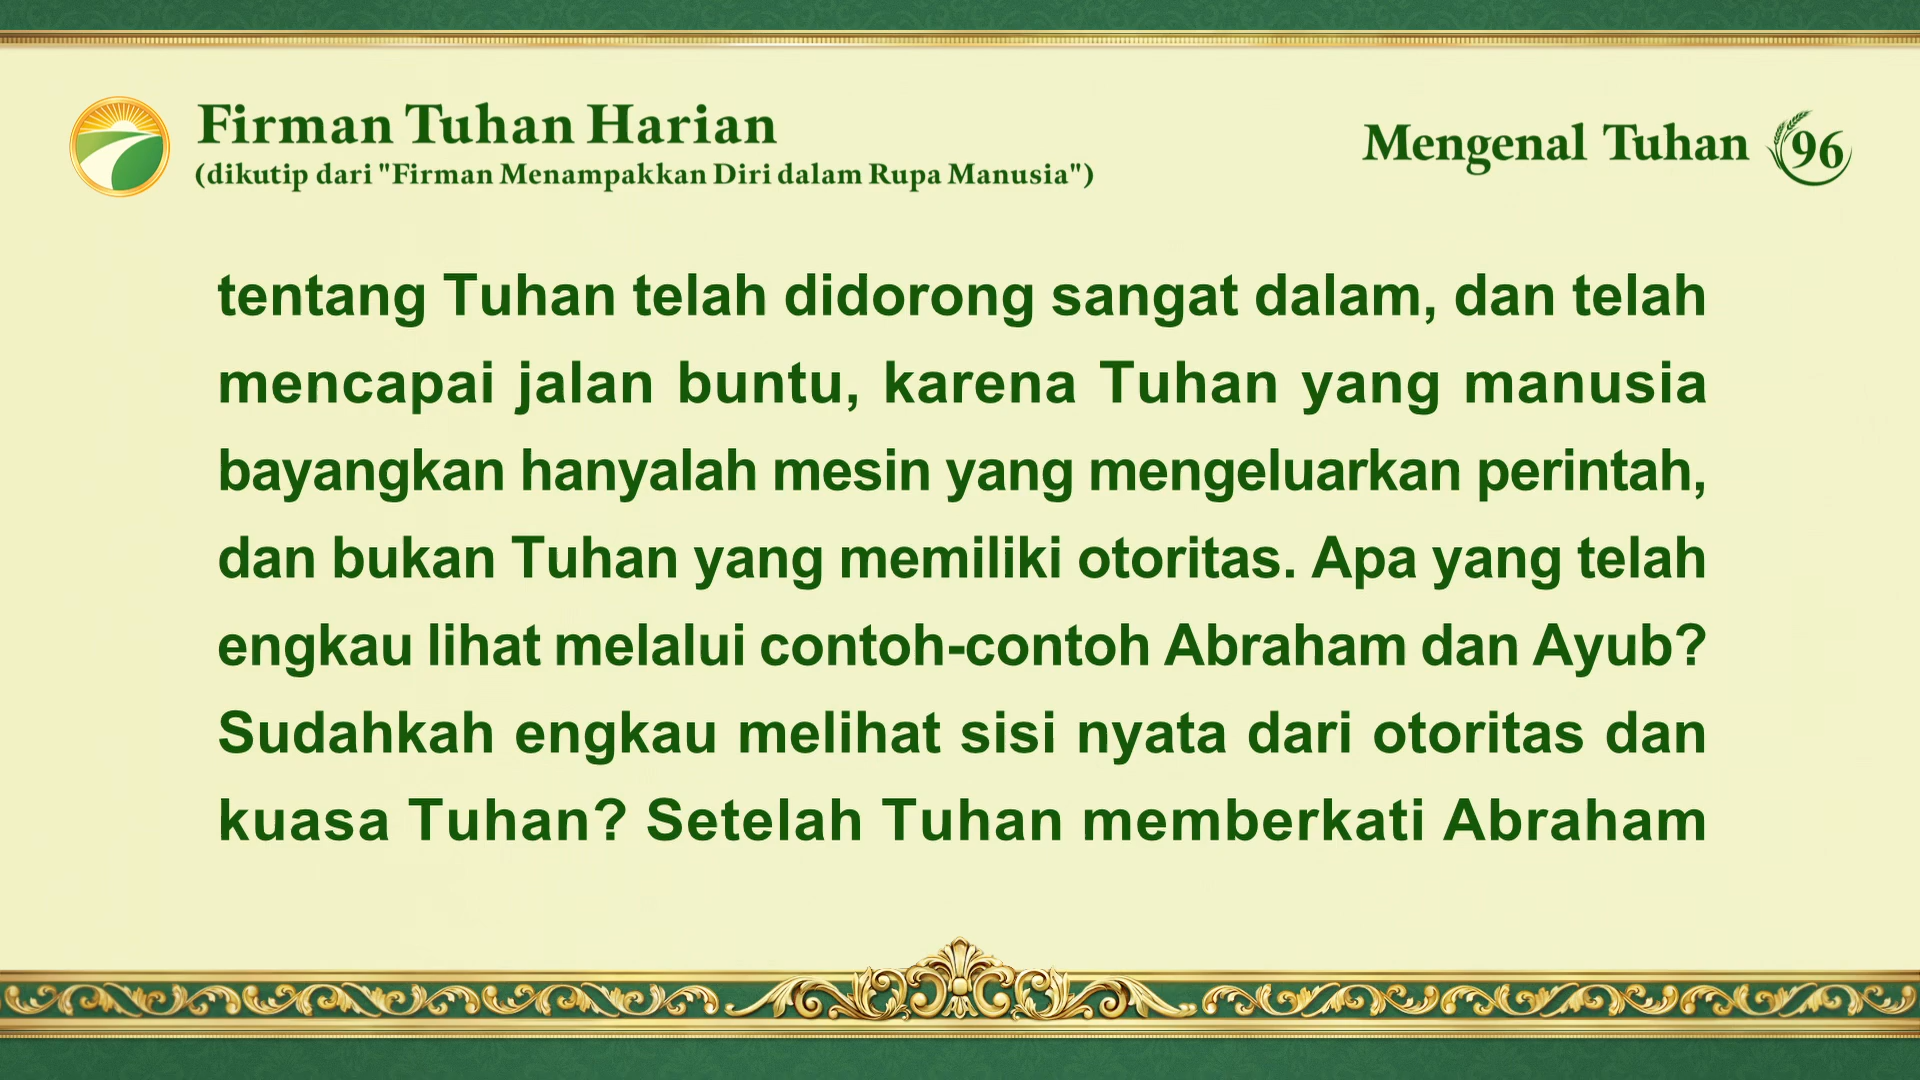 Firman Tuhan Harian
(dikutip dari "Firman Menampakkan Diri dalam Rupa Manusia")
Mengenal Tuhan 96
tentang Tuhan telah didorong sangat dalam, dan telah
mencapai jalan buntu, karena Tuhan yang manusia
bayangkan hanyalah mesin yang mengeluarkan perintah,
dan bukan Tuhan yang memiliki otoritas. Apa yang telah
engkau lihat melalui contoh-contoh Abraham dan Ayub?
Sudahkah engkau melihat sisi nyata dari otoritas dan
kuasa Tuhan? Setelah Tuhan memberkati Abraham